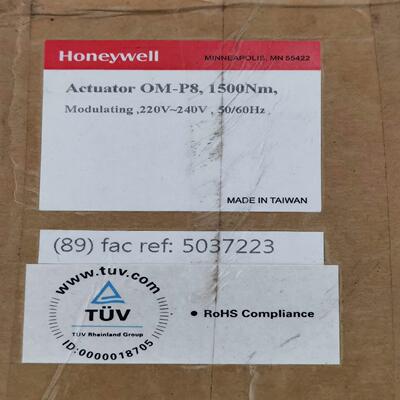 Honeywell
MINNEAPOLIS, MN 55422
Actuator OM-P8, 1500Nm,
Modulating ,220V~240V , 50/60Hz
MADE IN TAIWAN
(89) fac ref: 5037223
www.tuv.com
TÜV
TÜV Rheinland Group
ID:0000018705
• RoHS Compliance